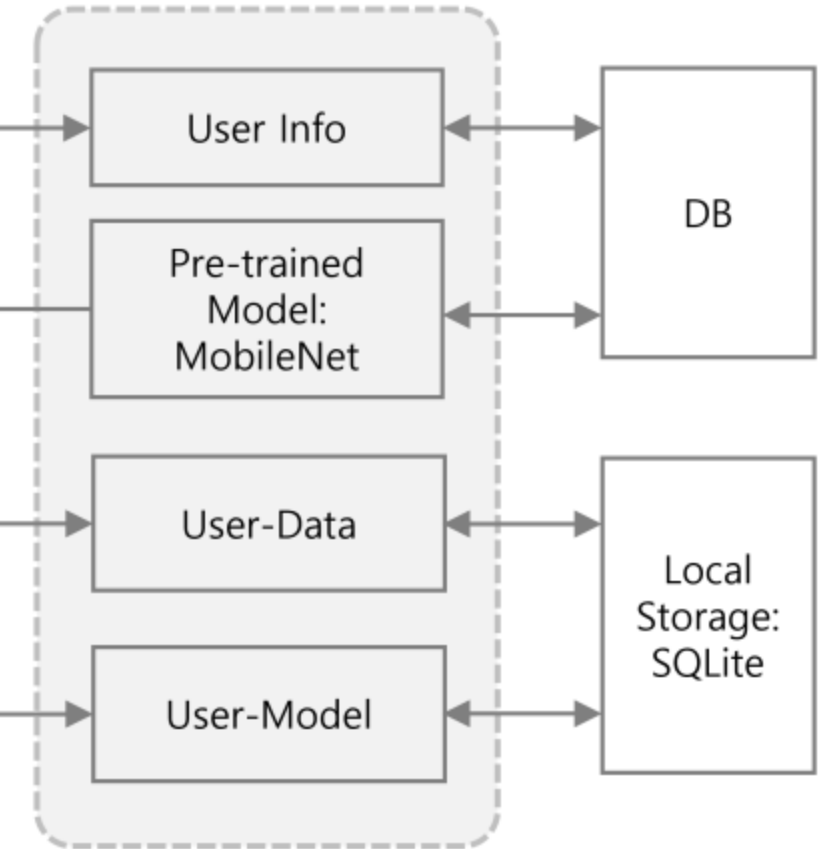 User Info
Pre-trained
Model:
MobileNet
DB
User-Data
User-Model
Local
Storage:
SQLite